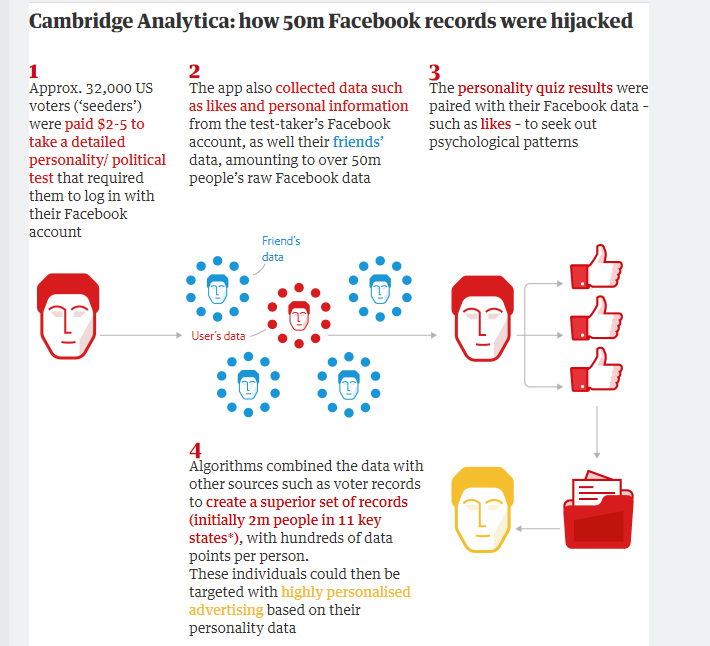 Cambridge Analytica: how 50m Facebook records were hijacked
1
Approx. 32,000 US
voters (‘seeders’)
were paid $2-5 to
take a detailed
personality/ political
test that required
them to log in with
their Facebook
account
2
The app also collected data such
as likes and personal information
from the test-taker’s Facebook
account, as well their friends’
data, amounting to over 50m
people’s raw Facebook data
3
The personality quiz results were
paired with their Facebook data –
such as likes – to seek out
psychological patterns
Friend’s
data
User’s data
4
Algorithms combined the data with
other sources such as voter records
to create a superior set of records
(initially 2m people in 11 key
states*), with hundreds of data
points per person.
These individuals could then be
targeted with highly personalised
advertising based on their
personality data